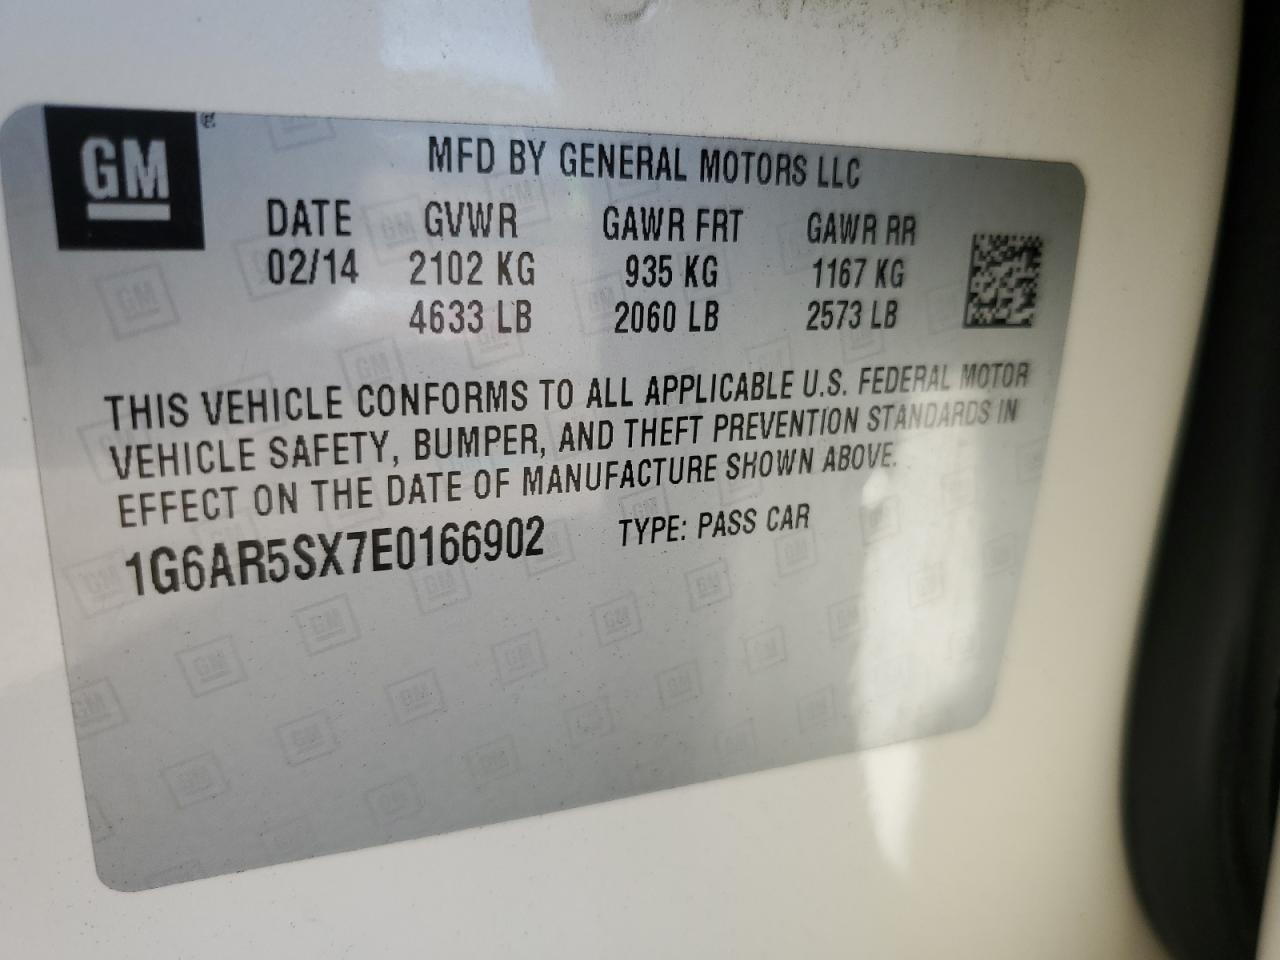 GM
MFD BY GENERAL MOTORS LLC
DATE GVWR GAWR FRT GAWR RR
02/14 2102 KG 935 KG 1167 KG
4633 LB 2060 LB 2573 LB
THIS VEHICLE CONFORMS TO ALL APPLICABLE U.S. FEDERAL MOTOR
VEHICLE SAFETY, BUMPER, AND THEFT PREVENTION STANDARDS IN
EFFECT ON THE DATE OF MANUFACTURE SHOWN ABOVE.
1G6AR5SX7E0166902 TYPE: PASS CAR